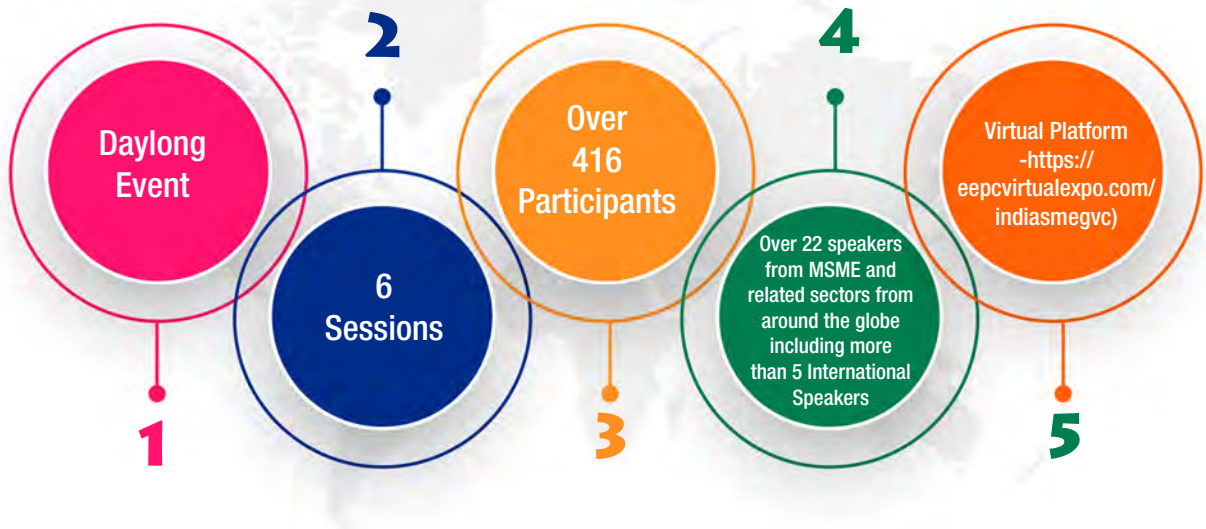 1
Daylong
Event
2
6
Sessions
3
Over
416
Participants
4
Over 22 speakers
from MSME and
related sectors from
around the globe
including more
than 5 International
Speakers
5
Virtual Platform
-https://
eepcvirtualexpo.com/
indiasmegvc)